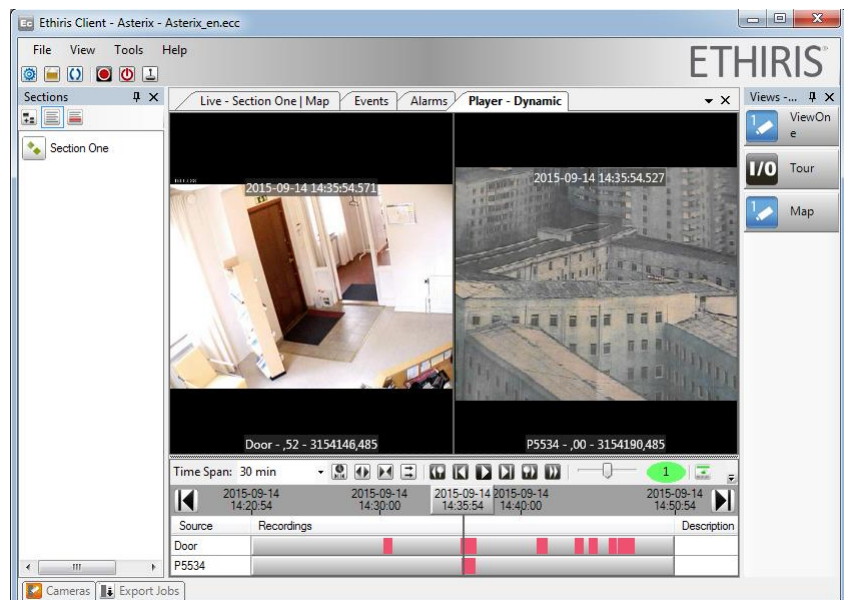 Ethiris Client - Asterix - Asterix_en.ecc
File View Tools Help
ETHIRIS
Sections
Live - Section One | Map
Events
Alarms
Player - Dynamic
Views -...
Section One
ViewOn
e
I/O
Tour
Map
2015-09-14 14:35:54.571
2015-09-14 14:35:54.527
Door - ,52 - 3154146,485
P5534 - ,00 - 3154190,485
Time Span: 30 min
1
2015-09-14
14:20:54
2015-09-14
14:30:00
2015-09-14
14:35:54
2015-09-14
14:40:00
2015-09-14
14:50:54
Source Recordings Description
Door
P5534
Cameras
Export Jobs